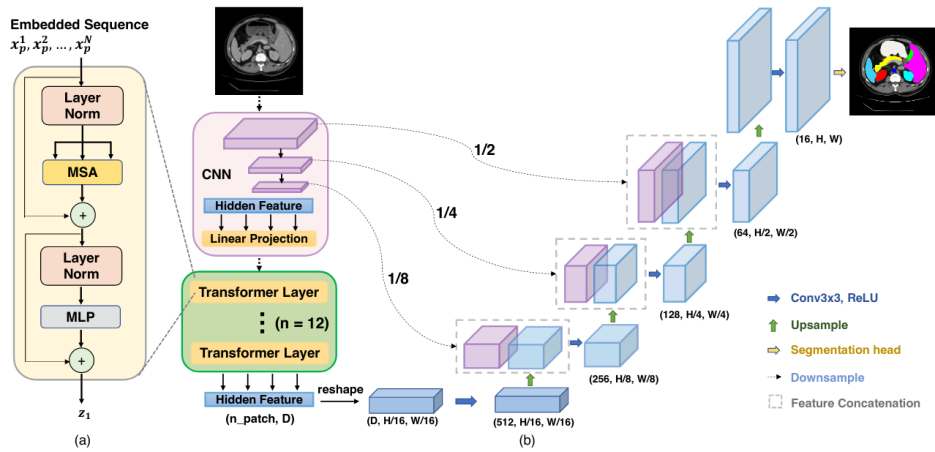 Embedded Sequence
x_p^1, x_p^2, ..., x_p^N
Layer
Norm
MSA
+
Layer
Norm
MLP
+
z_1
(a)
CNN
Hidden Feature
Linear Projection
Transformer Layer
(n = 12)
Transformer Layer
Hidden Feature
(n_patch, D)
reshape
(D, H/16, W/16)
(512, H/16, W/16)
(b)
1/2
1/4
1/8
(256, H/8, W/8)
(128, H/4, W/4)
(64, H/2, W/2)
(16, H, W)
Conv3x3, ReLU
Upsample
Segmentation head
Downsample
Feature Concatenation